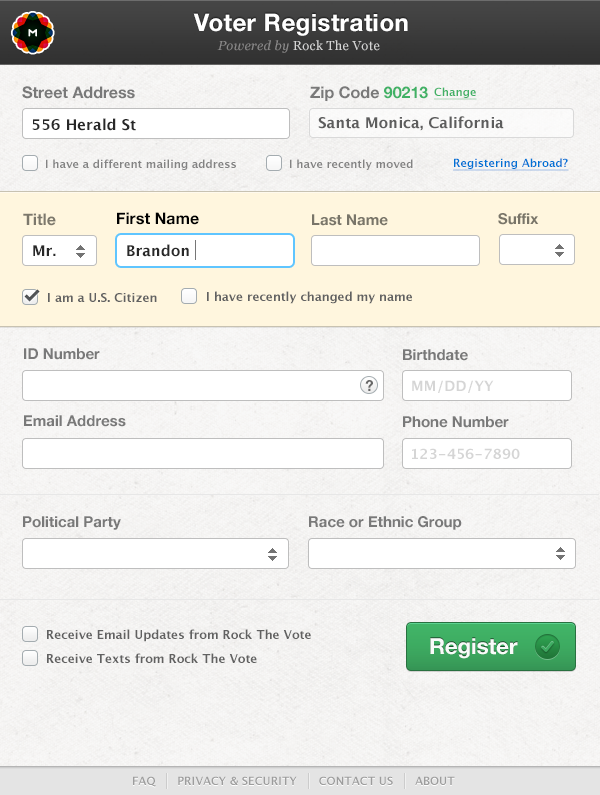 M
Voter Registration
Powered by Rock The Vote
Street Address
Zip Code 90213 Change
556 Herald St
Santa Monica, California
I have a different mailing address
I have recently moved
Registering Abroad?
Title
First Name
Last Name
Suffix
Mr.
Brandon
I am a U.S. Citizen
I have recently changed my name
ID Number
Birthdate
?
MM/DD/YY
Email Address
Phone Number
123-456-7890
Political Party
Race or Ethnic Group
Receive Email Updates from Rock The Vote
Receive Texts from Rock The Vote
Register
FAQ
PRIVACY & SECURITY
CONTACT US
ABOUT